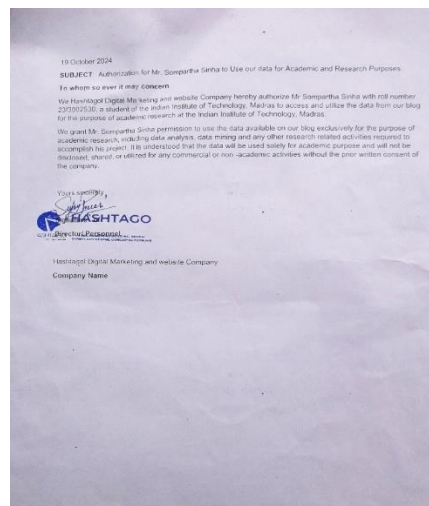 19 October 2024
SUBJECT Authorization for Mr. Sompartha Sinha to Use our data for Academic and Research Purposes
To whom so ever it may concern
We Hashtagof Digital Marketing and website Company hereby authorize Mr Sompartha Sinha with roll number
a student of the Indian Institute of Technology, Madras to access and utilize the data from our blog
for the purpose of academic research at the Indian Institute of Technology, Madras.
We grant Mr. Sompartha Sinha permission to use the data available on our blog exclusively for the purpose of
academic research, including data analysis, data mining and any other research related activities required to
accomplish his project. It is understood that the data will be used solely for academic purpose and will not be
disclosed, shared, or utilized for any commercial or non -academic activities without the prior written consent of
the company.
Yours sincerely,
HASHTAGO
Director/Personnel
Digital Marketing and website Company
Company Name